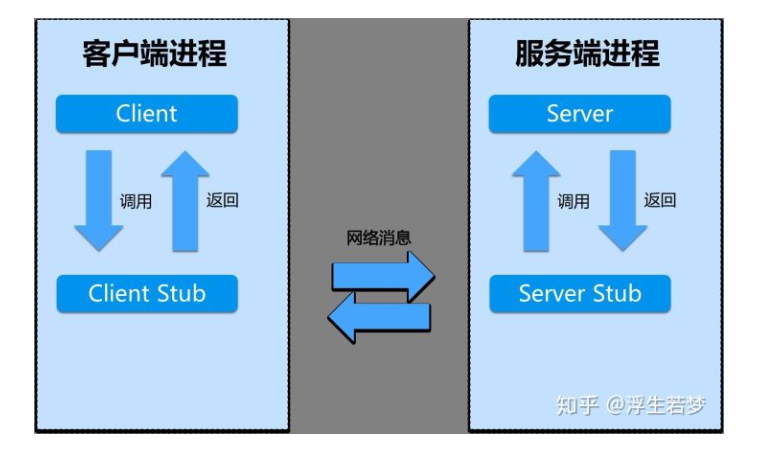 客户端进程
Client
调用
返回
Client Stub
网络消息
服务端进程
Server
调用
返回
Server Stub
知乎 @浮生若梦